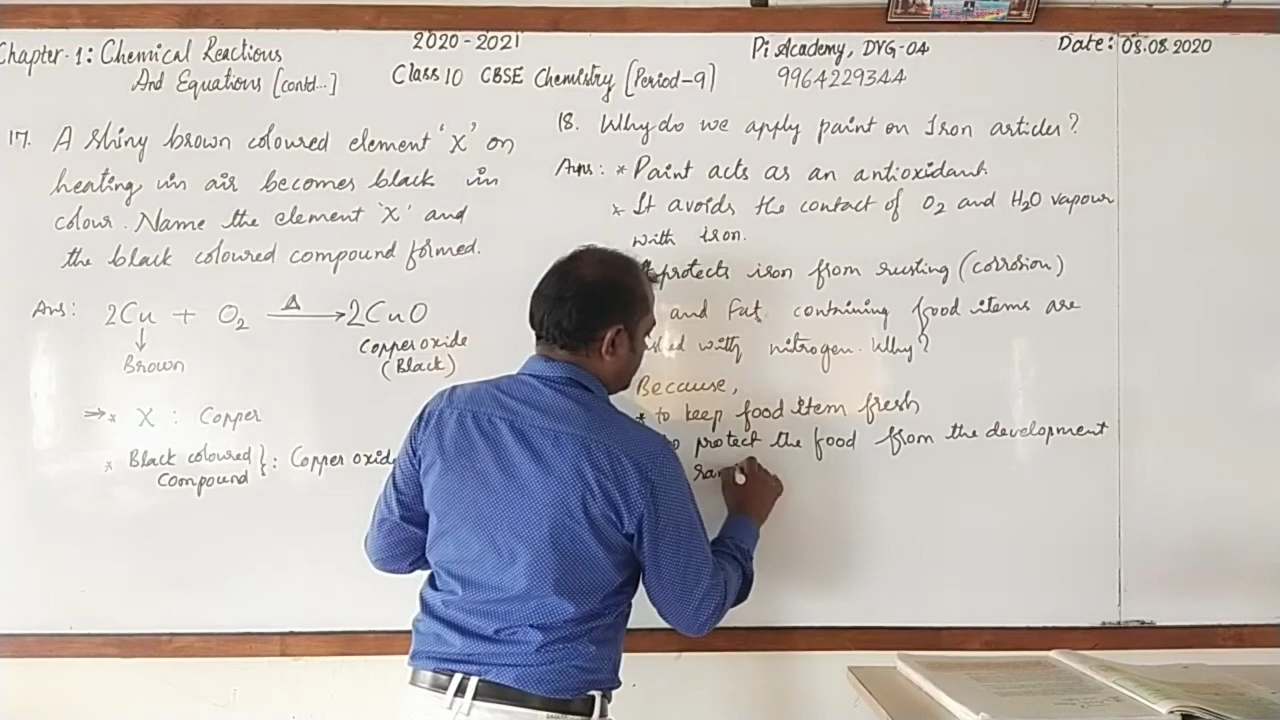 Chapter-1: Chemical Reactions
And Equations [contd...]
2020-2021
Class 10 CBSE Chemistry [Period-9]
Pi Academy, DVG-04
9964229344
Date: 08.08.2020
17. A shiny brown coloured element 'X' on
heating in air becomes black in
colour. Name the element 'X' and
the black coloured compound formed.
Ans: 2Cu + O2 Δ→ 2CuO
↓
Brown
Copper oxide
(Black)
⇒ * X : Copper
* Black coloured } : Copper oxide
Compound
18. Why do we apply paint on Iron articles?
Ans: * Paint acts as an antioxidant.
* It avoids the contact of O2 and H2O vapour
with iron.
protects iron from rusting (corrosion)
and Fat containing food items are
with nitrogen. Why?
Because,
* to keep food item fresh
protect the food from the development